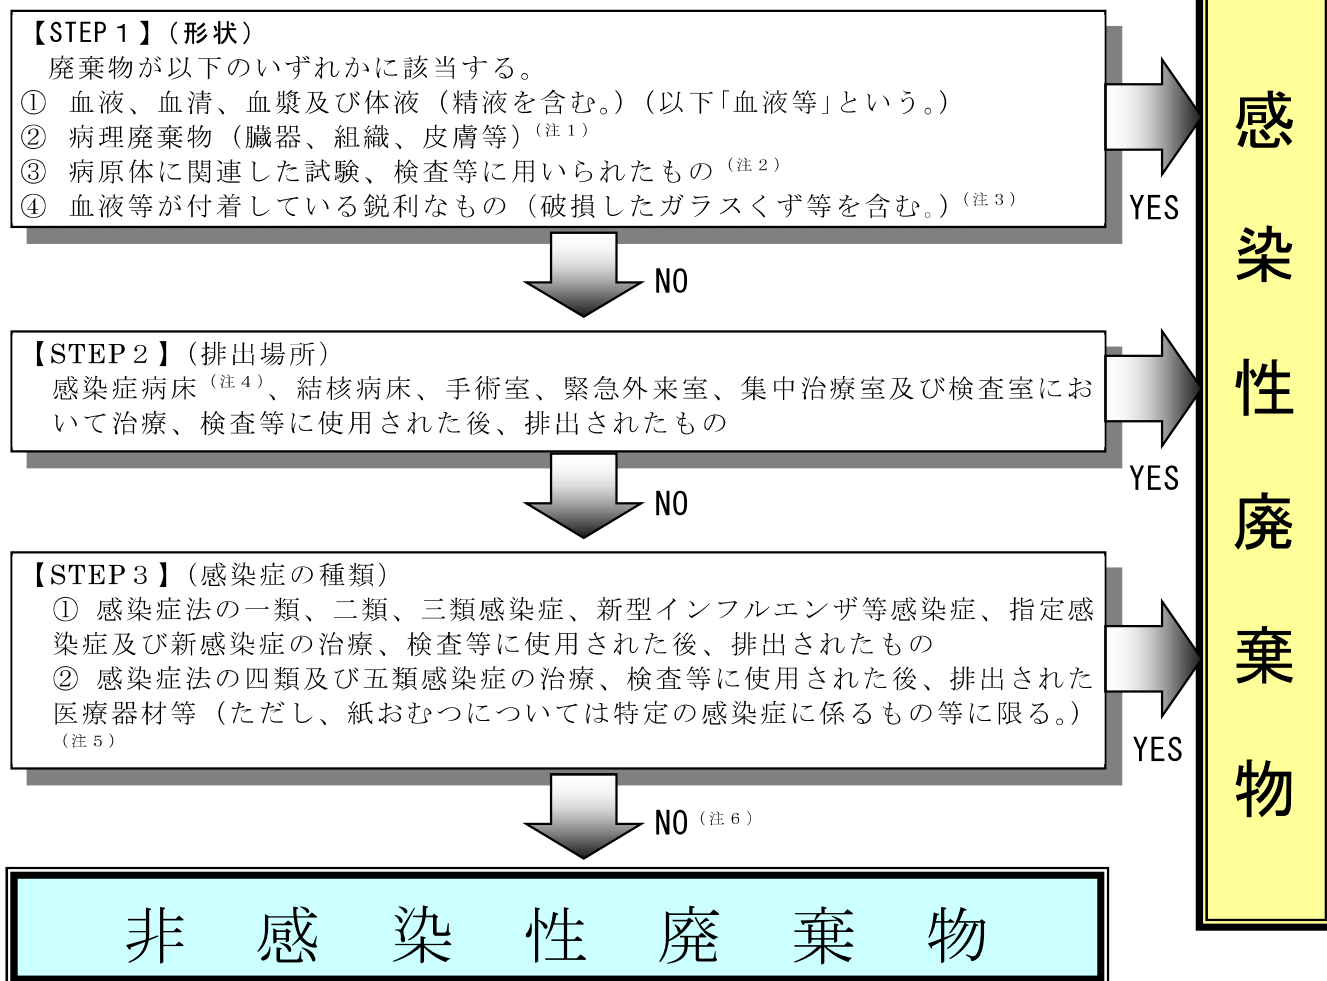 【STEP１】（形状）
廃棄物が以下のいずれかに該当する。
① 血液、血清、血漿及び体液（精液を含む。）（以下「血液等」という。）
② 病理廃棄物（臓器、組織、皮膚等）（注１）
③ 病原体に関連した試験、検査等に用いられたもの（注２）
④ 血液等が付着している鋭利なもの（破損したガラスくず等を含む。）（注３）
YES
NO
【STEP２】（排出場所）
感染症病床（注４）、結核病床、手術室、緊急外来室、集中治療室及び検査室にお
いて治療、検査等に使用された後、排出されたもの
YES
NO
【STEP３】（感染症の種類）
① 感染症法の一類、二類、三類感染症、新型インフルエンザ等感染症、指定感
染症及び新感染症の治療、検査等に使用された後、排出されたもの
② 感染症法の四類及び五類感染症の治療、検査等に使用された後、排出された
医療器材等（ただし、紙おむつについては特定の感染症に係るもの等に限る。）
（注５）
YES
NO（注６）
感染性廃棄物
非感染性廃棄物